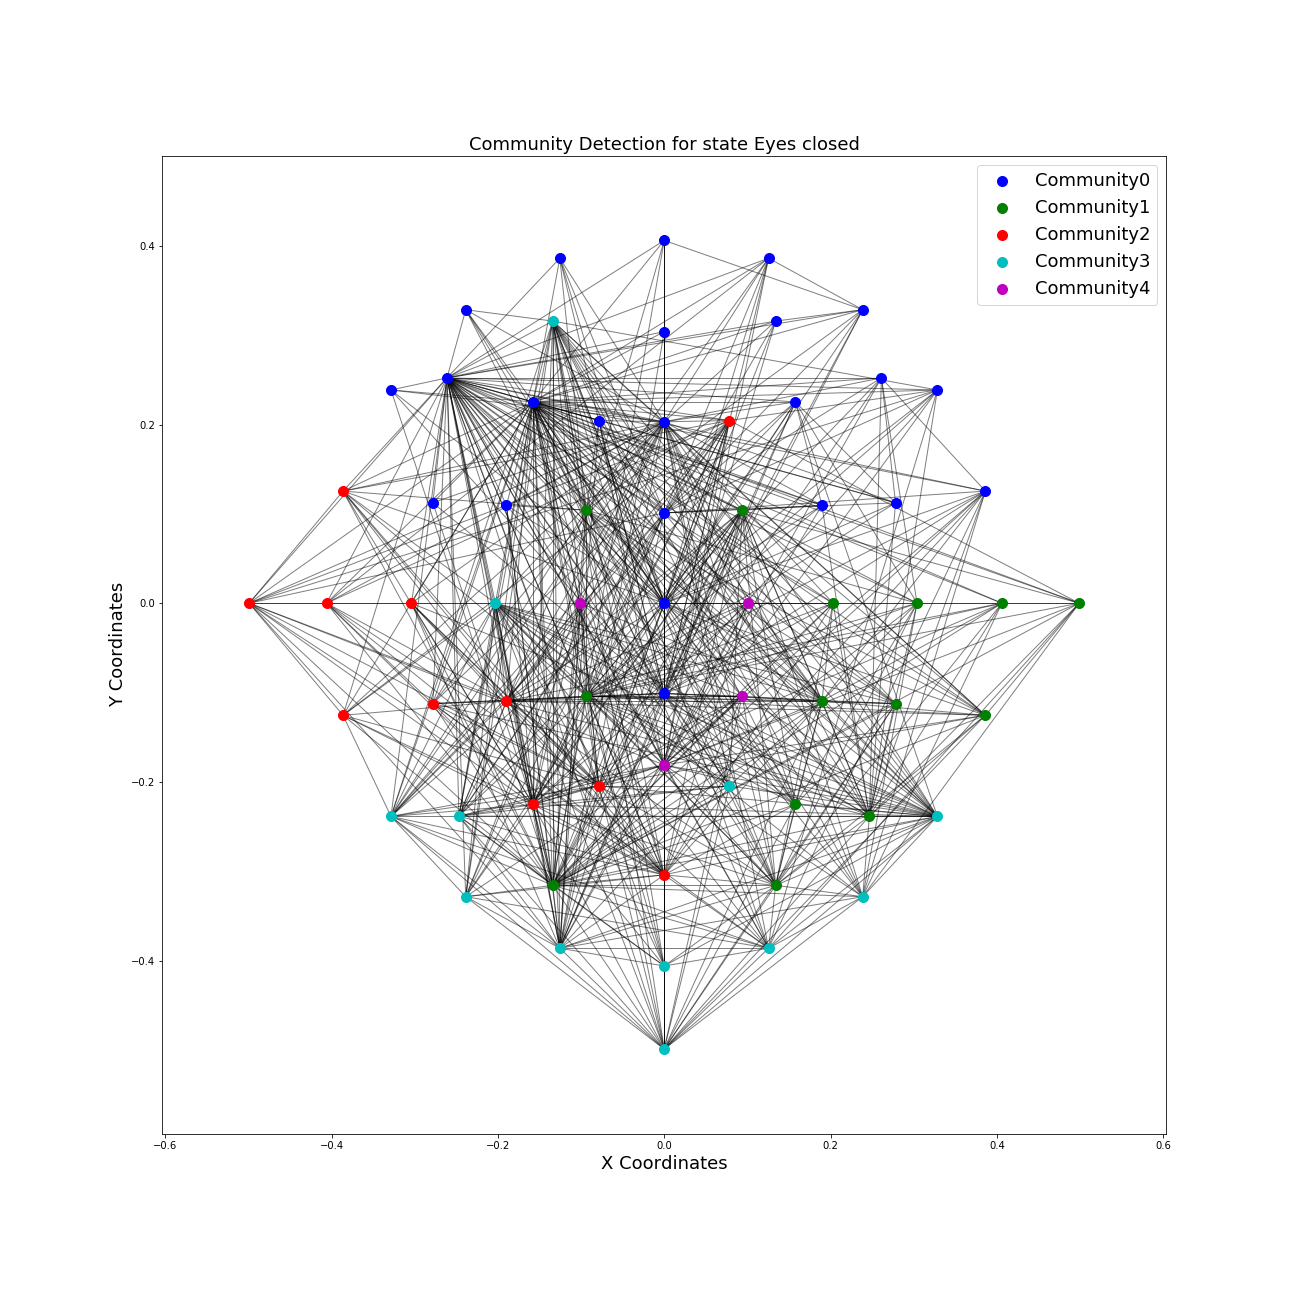 Community Detection for state Eyes closed
Community0
Community1
Community2
Community3
Community4
0.4
0.2
0.0
−0.2
−0.4
Y Coordinates
−0.6
−0.4
−0.2
0.0
0.2
0.4
0.6
X Coordinates